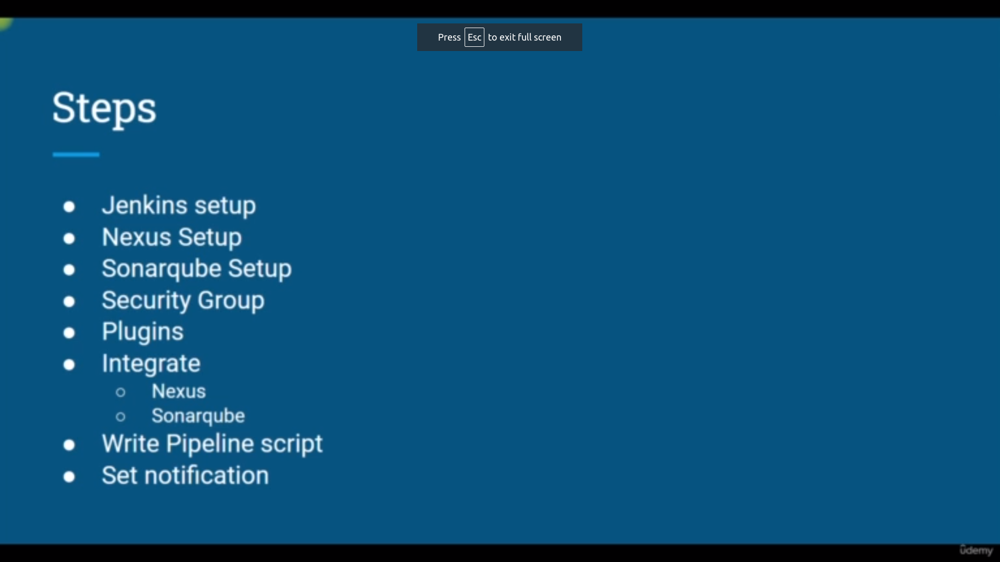 Press Esc to exit full screen
Steps
● Jenkins setup
● Nexus Setup
● Sonarqube Setup
● Security Group
● Plugins
● Integrate
○ Nexus
○ Sonarqube
● Write Pipeline script
● Set notification
ûdemy